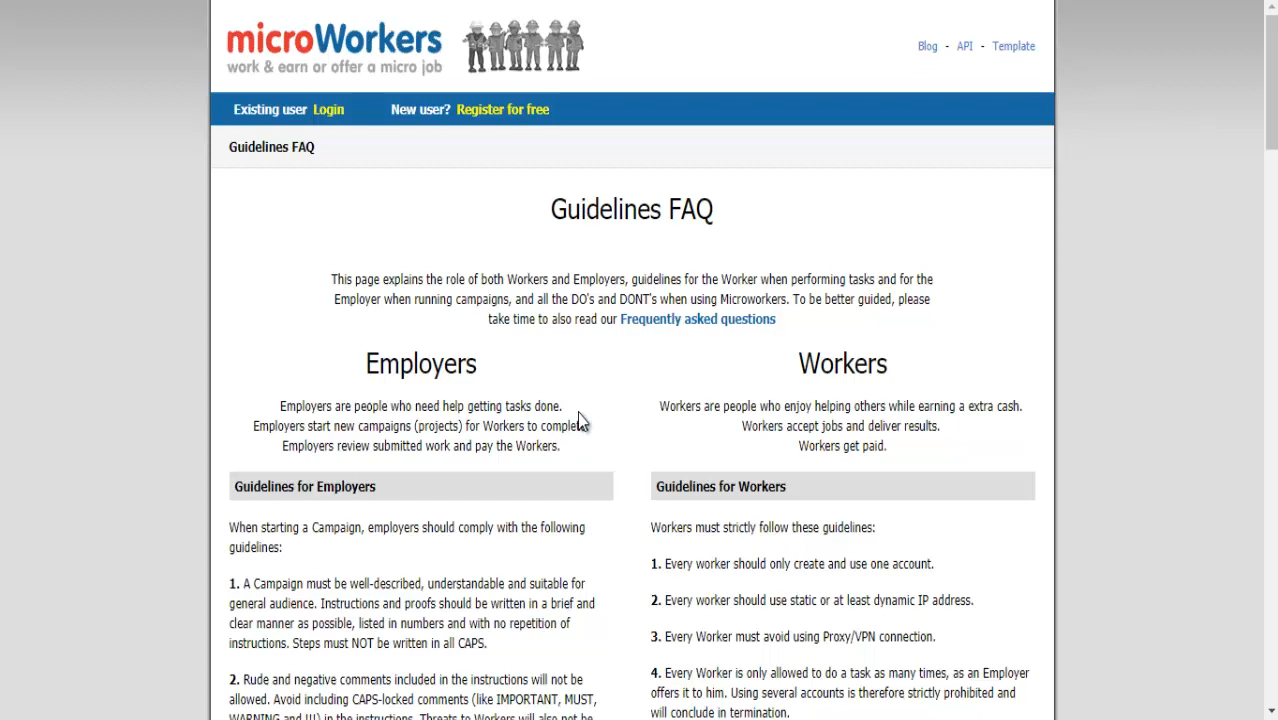 microWorkers
work & earn or offer a micro job
Blog - API - Template
Existing user Login New user? Register for free
Guidelines FAQ
Guidelines FAQ
This page explains the role of both Workers and Employers, guidelines for the Worker when performing tasks and for the
Employer when running campaigns, and all the DO's and DONT's when using Microworkers. To be better guided, please
take time to also read our Frequently asked questions
Employers
Employers are people who need help getting tasks done.
Employers start new campaigns (projects) for Workers to complete.
Employers review submitted work and pay the Workers.
Guidelines for Employers
When starting a Campaign, employers should comply with the following
guidelines:
1. A Campaign must be well-described, understandable and suitable for
general audience. Instructions and proofs should be written in a brief and
clear manner as possible, listed in numbers and with no repetition of
instructions. Steps must NOT be written in all CAPS.
2. Rude and negative comments included in the instructions will not be
allowed. Avoid including CAPS-locked comments (like IMPORTANT, MUST,
WARNING and !!!) in the instructions. Threats to Workers will also not be
Workers
Workers are people who enjoy helping others while earning a extra cash.
Workers accept jobs and deliver results.
Workers get paid.
Guidelines for Workers
Workers must strictly follow these guidelines:
1. Every worker should only create and use one account.
2. Every worker should use static or at least dynamic IP address.
3. Every Worker must avoid using Proxy/VPN connection.
4. Every Worker is only allowed to do a task as many times, as an Employer
offers it to him. Using several accounts is therefore strictly prohibited and
will conclude in termination.